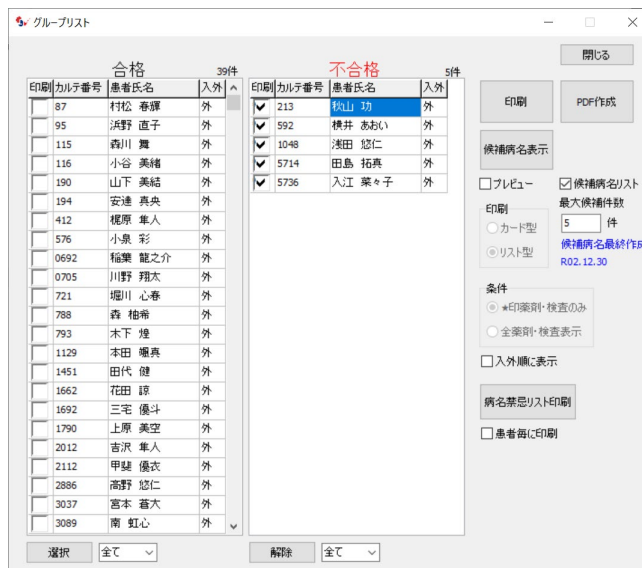 グループリスト
閉じる
合格 39件
印刷 カルテ番号 患者氏名 入外
87 村松 春輝 外
95 浜野 直子 外
115 森川 舞 外
116 小谷 美緒 外
190 山下 美結 外
194 安達 真央 外
412 梶原 隼人 外
576 小泉 彩 外
0692 稲葉 龍之介 外
0705 川野 翔太 外
721 堀川 心春 外
788 森 柚希 外
793 木下 煌 外
1129 本田 颯真 外
1451 田代 健 外
1662 花田 諒 外
1692 三宅 優斗 外
1790 上原 美空 外
2012 吉沢 隼人 外
2112 甲斐 優衣 外
2886 高野 悠仁 外
3037 宮本 蒼大 外
3089 南 虹心 外
選択 全て
不合格 5件
印刷 カルテ番号 患者氏名 入外
213 秋山 功 外
592 横井 あおい 外
1048 浅田 悠仁 外
5714 田島 拓真 外
5736 入江 菜々子 外
解除 全て
印刷 PDF作成
候補病名表示
プレビュー 候補病名リスト
最大候補件数
5 件
候補病名最終作成
R02.12.30
印刷
カード型
リスト型
条件
★印薬剤・検査のみ
全薬剤・検査表示
入外順に表示
病名禁忌リスト印刷
患者毎に印刷